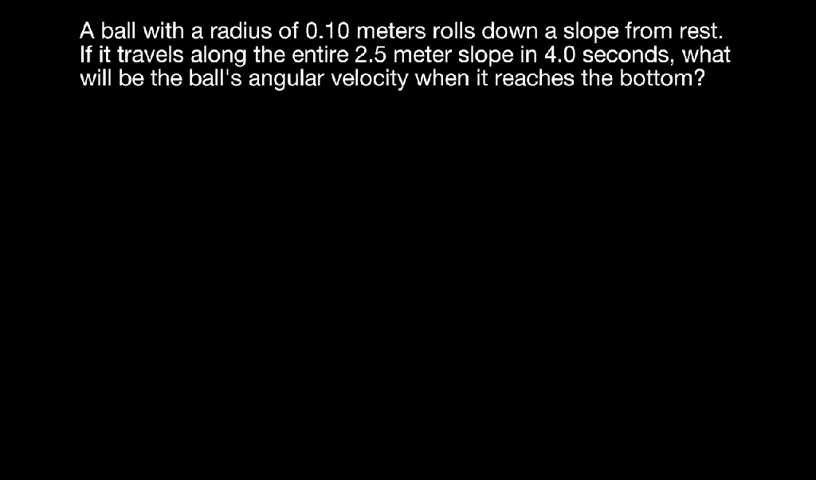 A ball with a radius of 0.10 meters rolls down a slope from rest.
If it travels along the entire 2.5 meter slope in 4.0 seconds, what
will be the ball's angular velocity when it reaches the bottom?